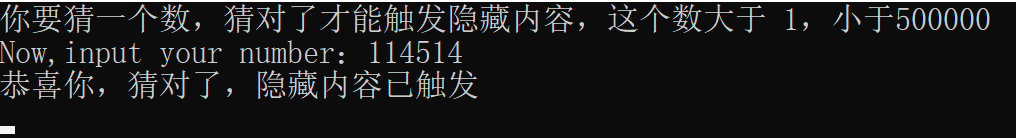 你要猜一个数，猜对了才能触发隐藏内容，这个数大于 1，小于500000
Now,input your number：114514
恭喜你，猜对了，隐藏内容已触发